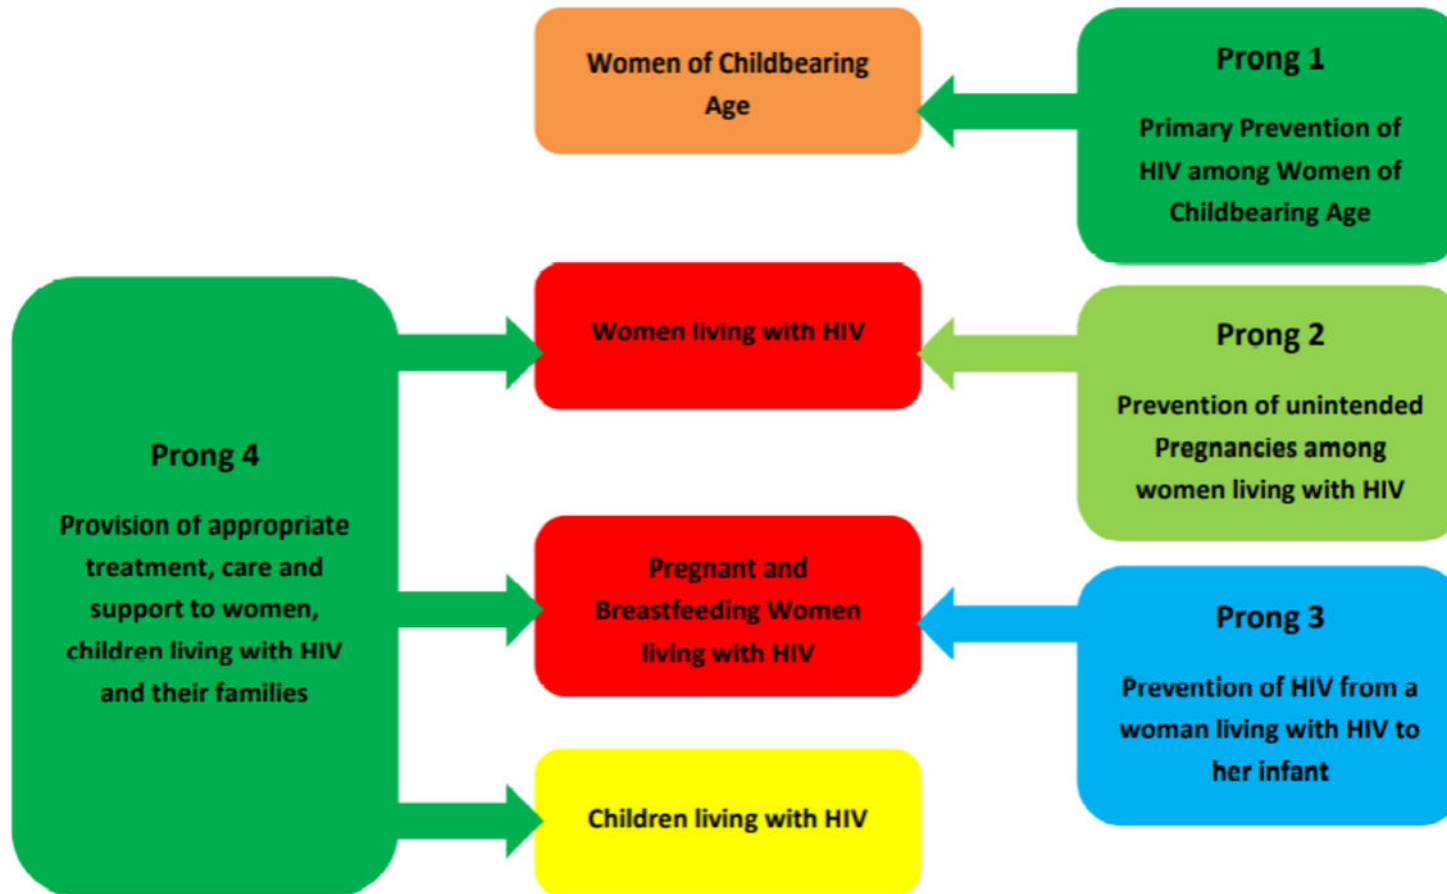 Women of Childbearing
Age
Prong 1
Primary Prevention of
HIV among Women of
Childbearing Age
Women living with HIV
Prong 2
Prevention of unintended
Pregnancies among
women living with HIV
Prong 4
Provision of appropriate
treatment, care and
support to women,
children living with HIV
and their families
Pregnant and
Breastfeeding Women
living with HIV
Prong 3
Prevention of HIV from a
woman living with HIV to
her infant
Children living with HIV